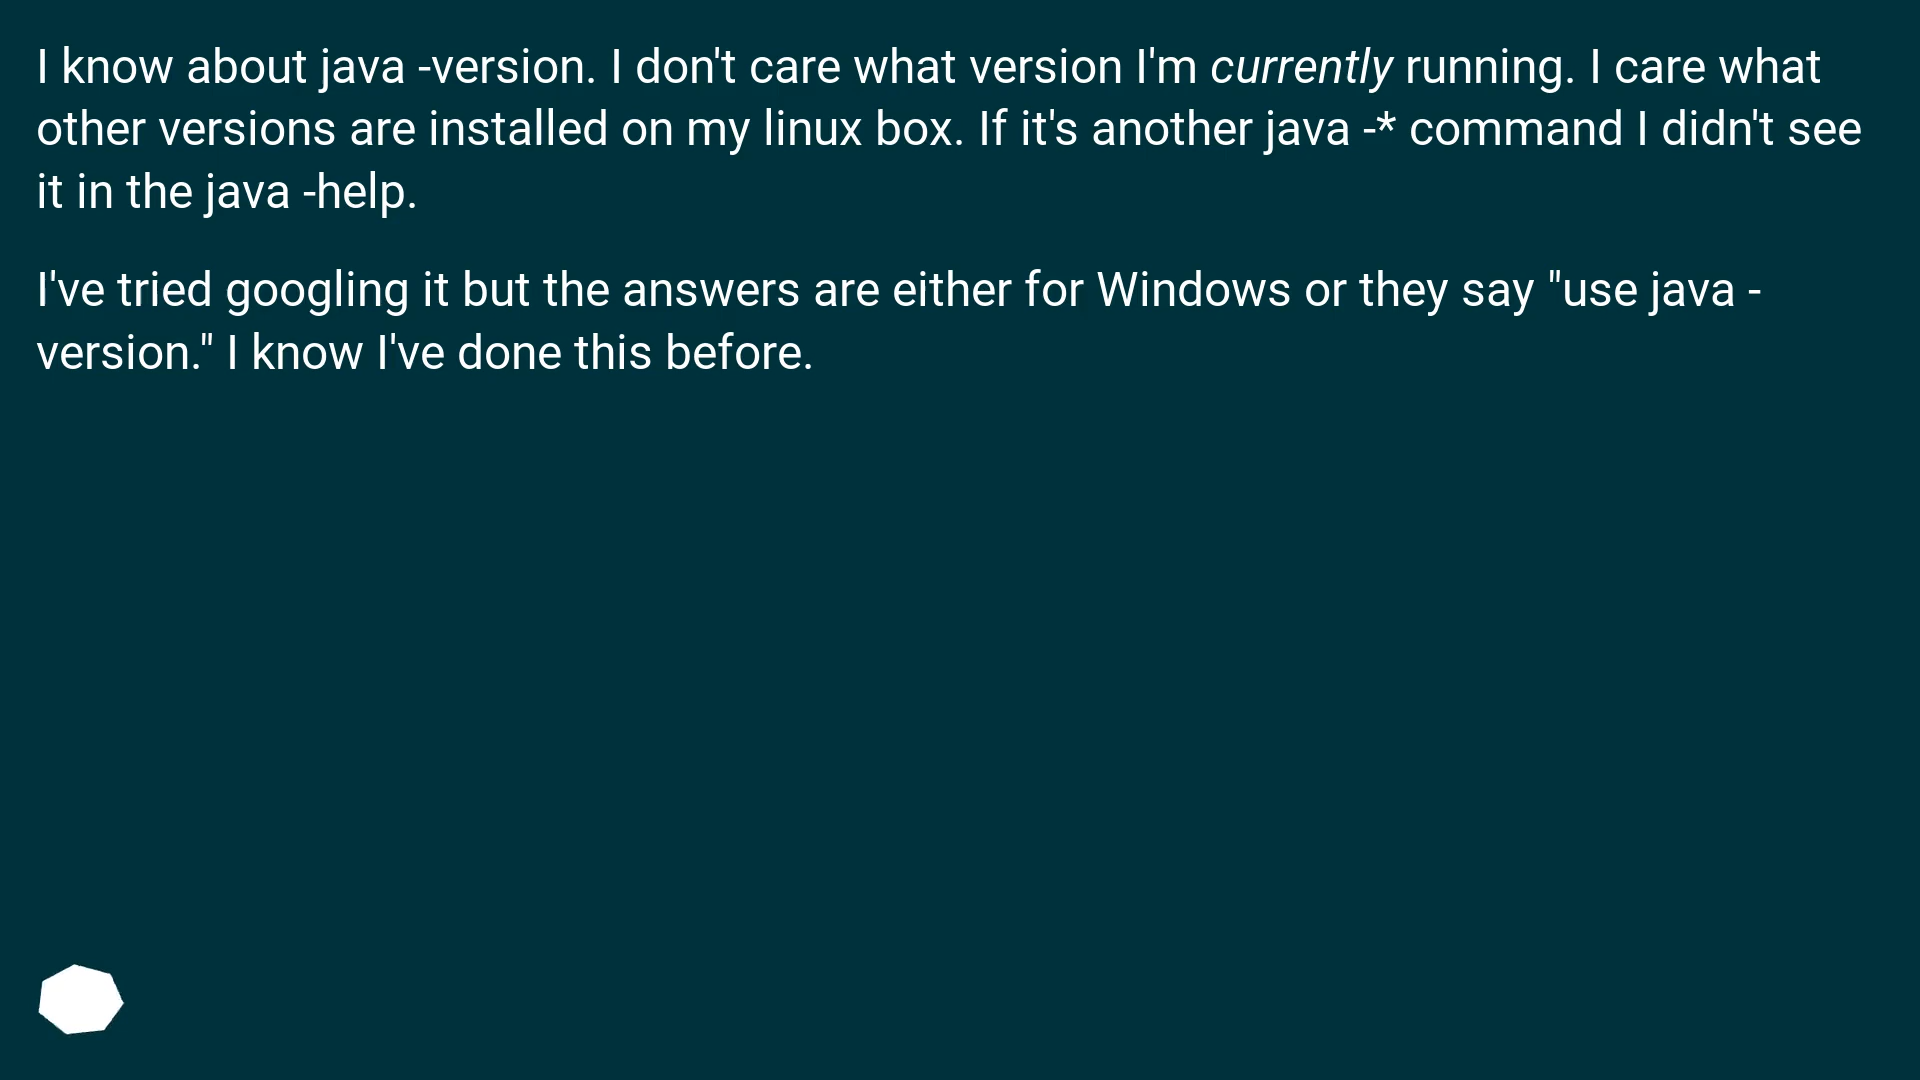 I know about java -version. I don't care what version I'm currently running. I care what
other versions are installed on my linux box. If it's another java -* command I didn't see
it in the java -help.
I've tried googling it but the answers are either for Windows or they say "use java -
version." I know I've done this before.